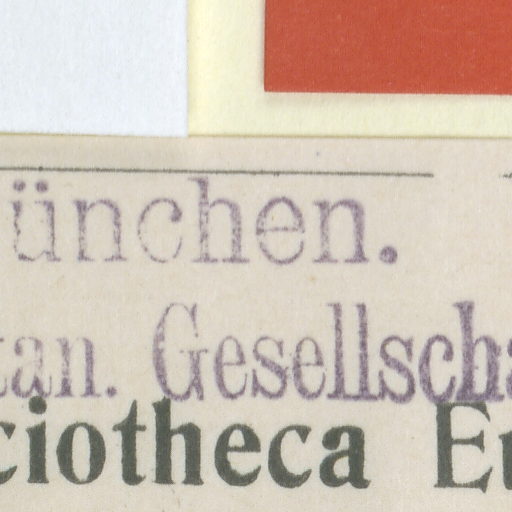 ünchen.
tan. Gesellscha
ciotheca